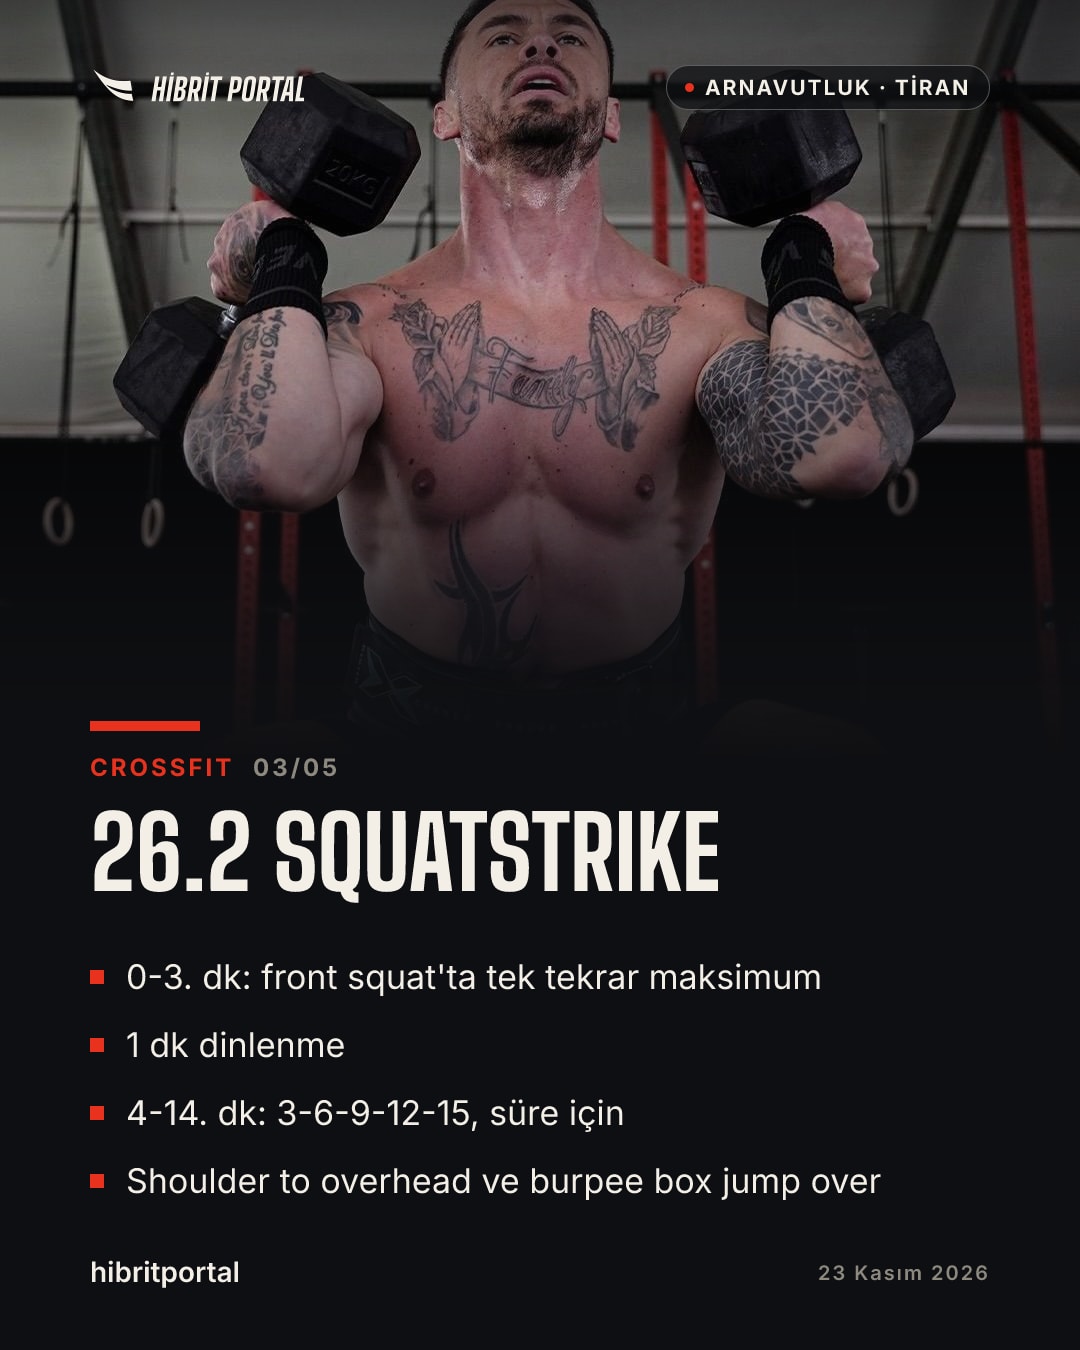 HİBRİT PORTAL
ARNAVUTLUK · TİRAN
20KG
Family
CROSSFIT 03/05
26.2 SQUATSTRIKE
0-3. dk: front squat'ta tek tekrar maksimum
1 dk dinlenme
4-14. dk: 3-6-9-12-15, süre için
Shoulder to overhead ve burpee box jump over
hibritportal
23 Kasım 2026